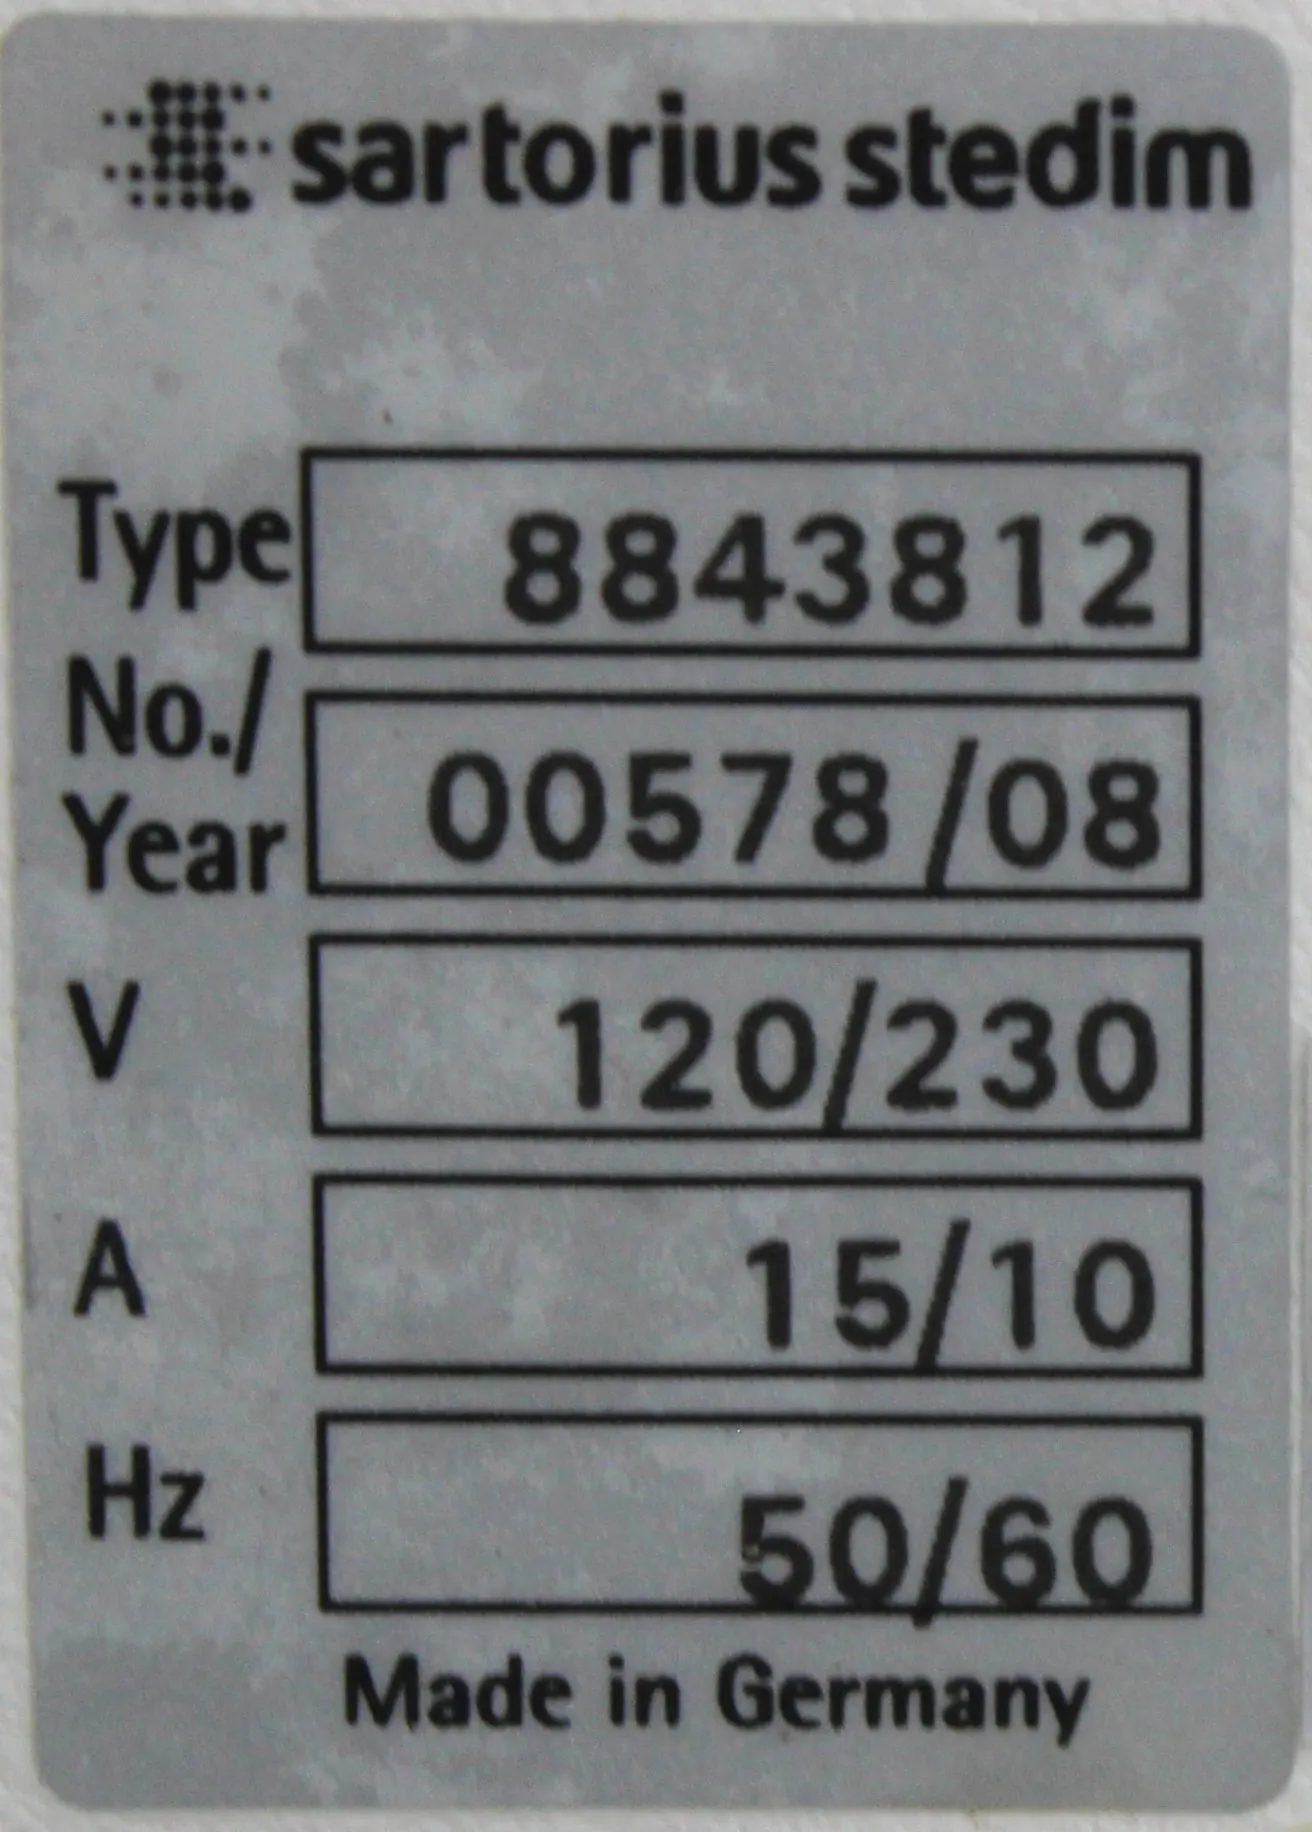 sartorius stedim
Type 8843812
No./
Year 00578/08
V 120/230
A 15/10
Hz 50/60
Made in Germany